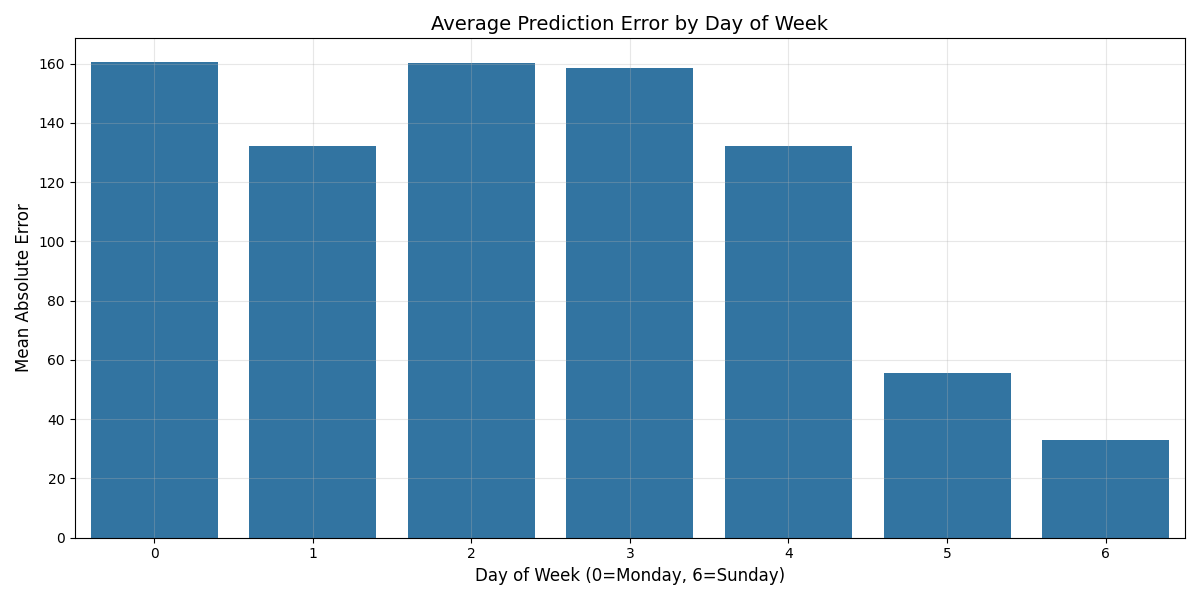 Average Prediction Error by Day of Week
Mean Absolute Error
160
140
120
100
80
60
40
20
0
0 1 2 3 4 5 6
Day of Week (0=Monday, 6=Sunday)